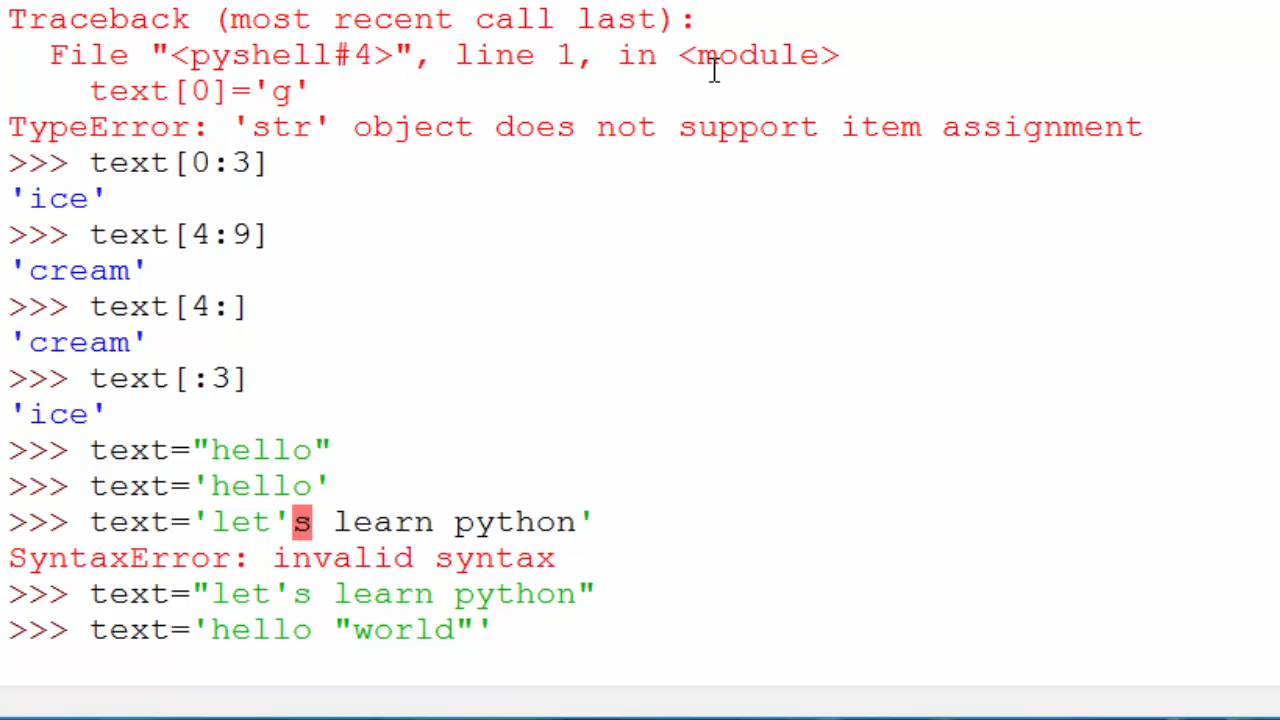 Traceback (most recent call last):
  File "<pyshell#4>", line 1, in <module>
    text[0]='g'
TypeError: 'str' object does not support item assignment
>>> text[0:3]
'ice'
>>> text[4:9]
'cream'
>>> text[4:]
'cream'
>>> text[:3]
'ice'
>>> text="hello"
>>> text='hello'
>>> text='let's learn python'
SyntaxError: invalid syntax
>>> text="let's learn python"
>>> text='hello "world"'